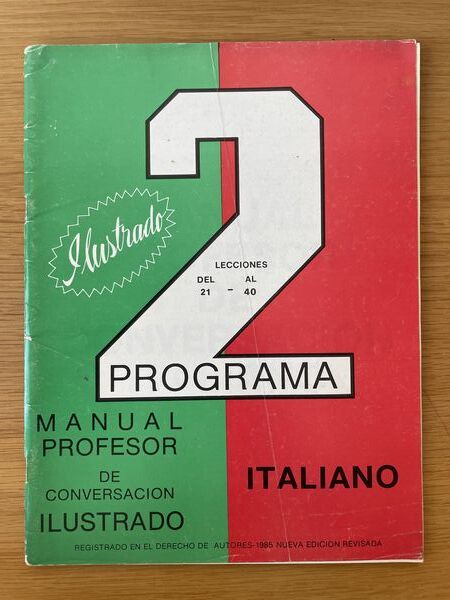 2
Ilustrado
LECCIONES
DEL AL
21 - 40
PROGRAMA
MANUAL
PROFESOR
DE
CONVERSACION
ILUSTRADO
ITALIANO
REGISTRADO EN EL DERECHO DE AUTORES-1985 NUEVA EDICION REVISADA